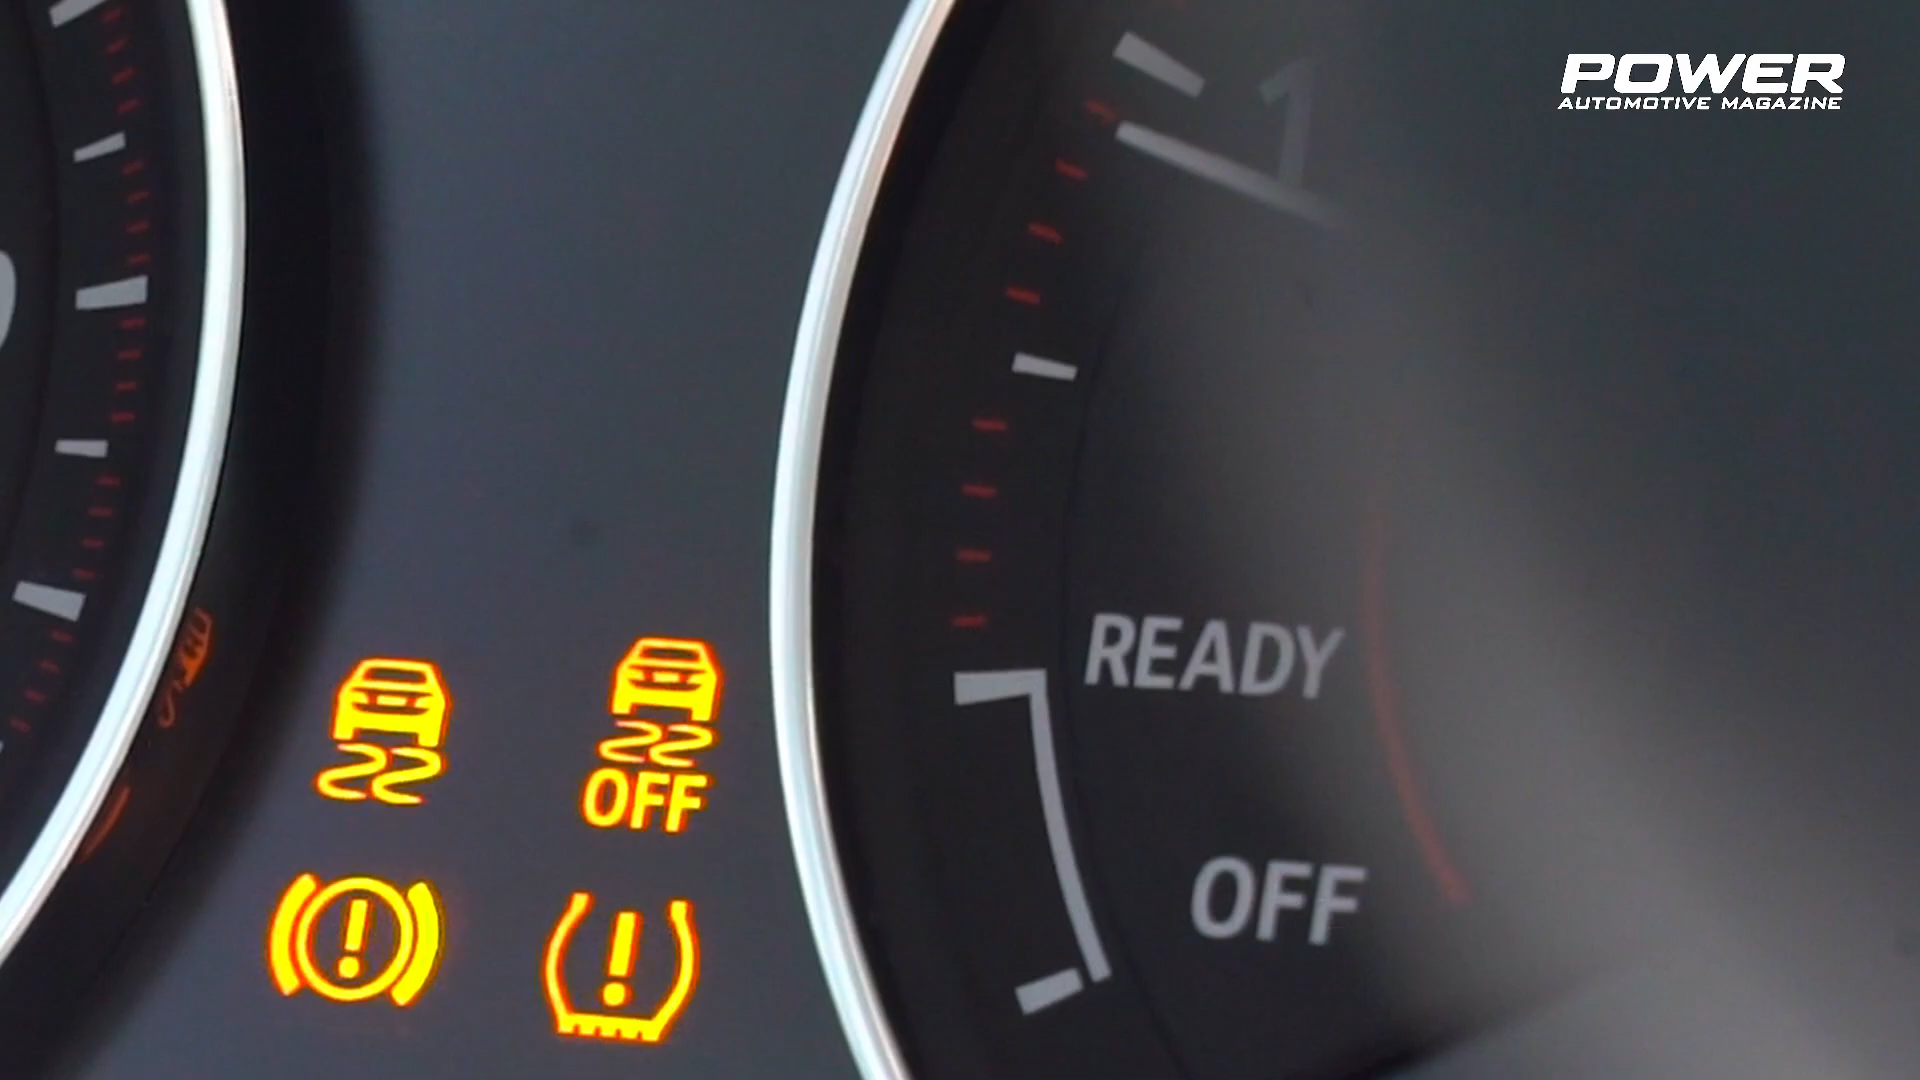 POWER
AUTOMOTIVE MAGAZINE
1
READY
OFF
OFF